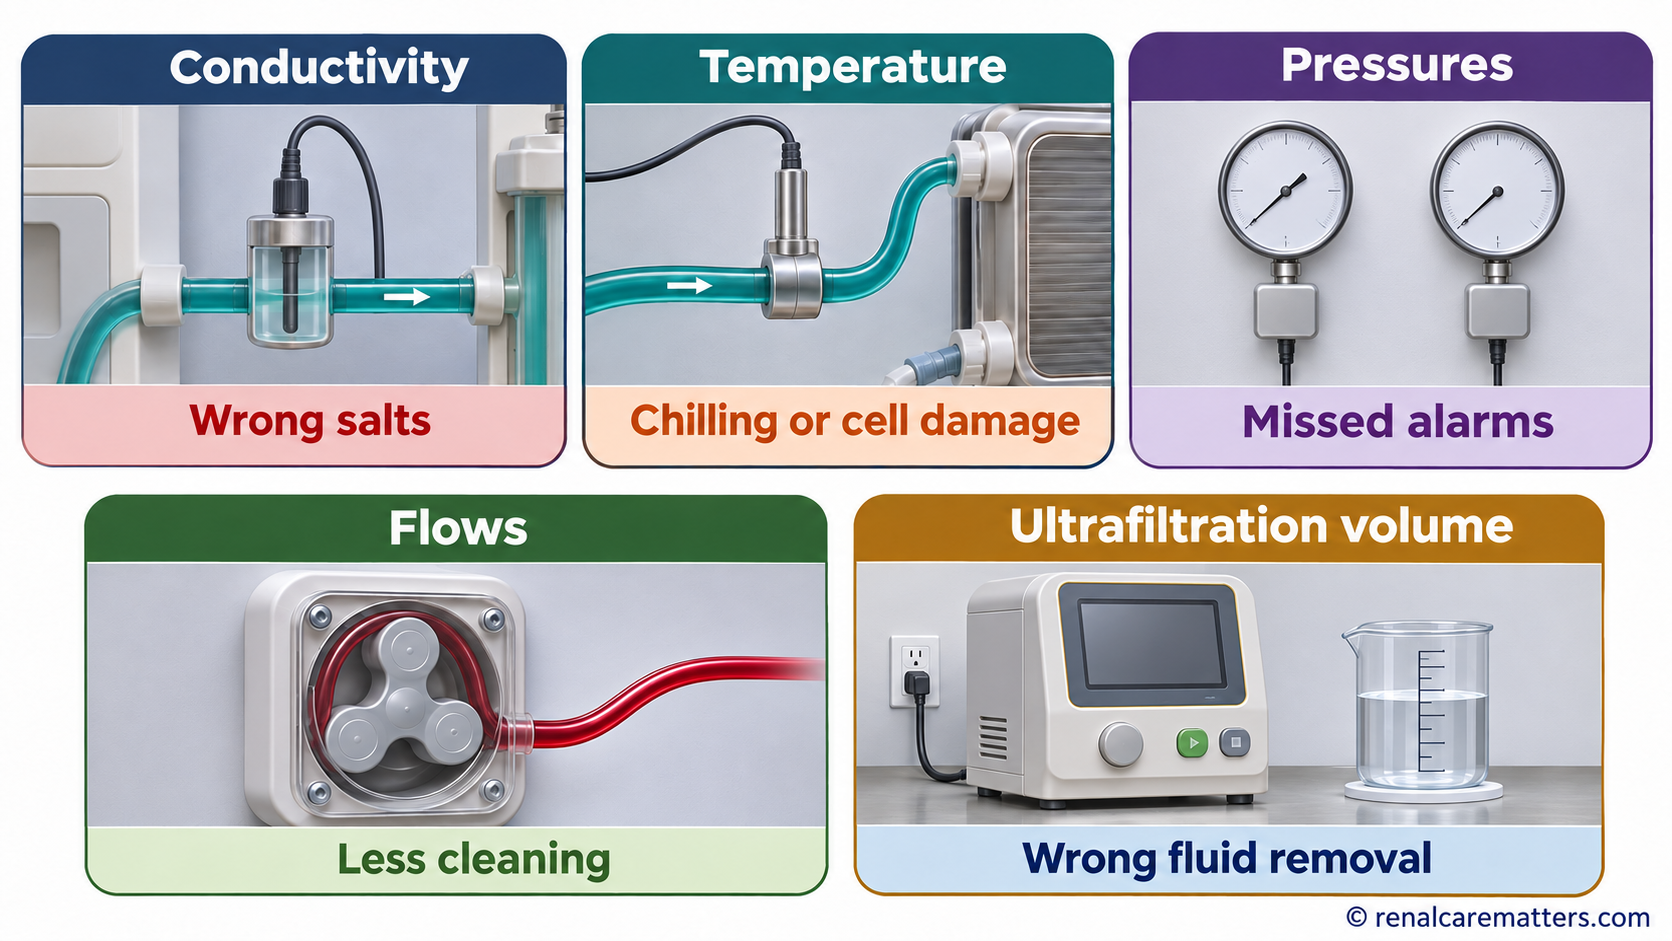 Conductivity
Wrong salts
Temperature
Chilling or cell damage
Pressures
Missed alarms
Flows
Less cleaning
Ultrafiltration volume
Wrong fluid removal
© renalcarematters.com